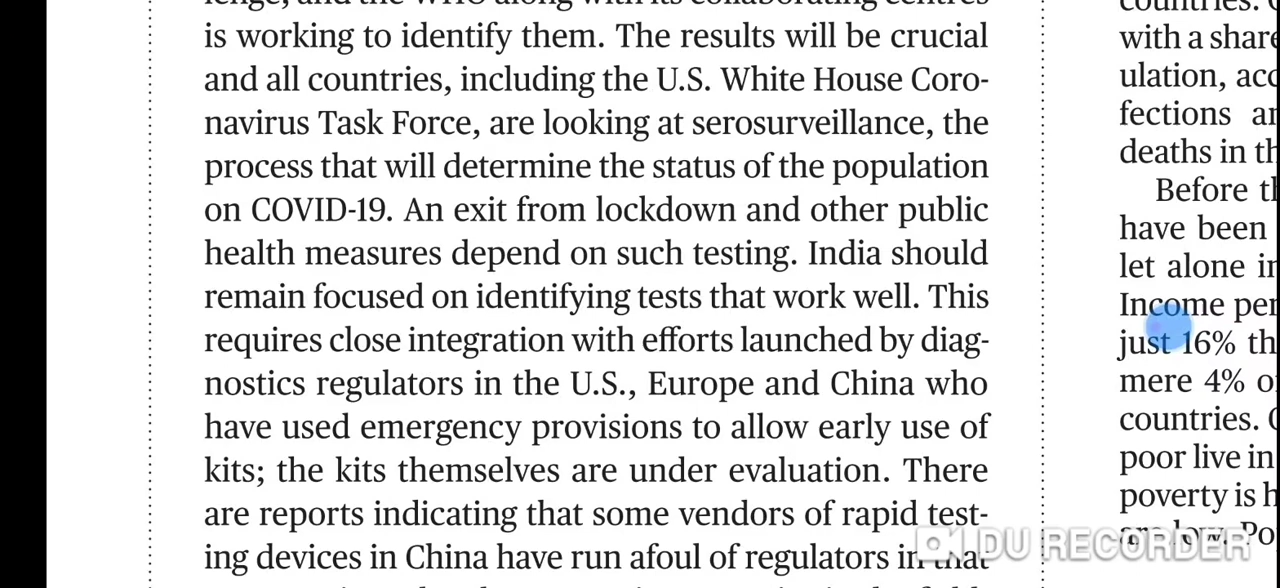 is working to identify them. The results will be crucial
and all countries, including the U.S. White House Coro-
navirus Task Force, are looking at serosurveillance, the
process that will determine the status of the population
on COVID-19. An exit from lockdown and other public
health measures depend on such testing. India should
remain focused on identifying tests that work well. This
requires close integration with efforts launched by diag-
nostics regulators in the U.S., Europe and China who
have used emergency provisions to allow early use of
kits; the kits themselves are under evaluation. There
are reports indicating that some vendors of rapid test-
ing devices in China have run afoul of regulators in that
countries.
with a share
ulation,
fections
deaths in
Before
have been
let alone
Income
just 16%
mere 4%
countries.
poor live in
poverty is
are low.
DU RECORDER